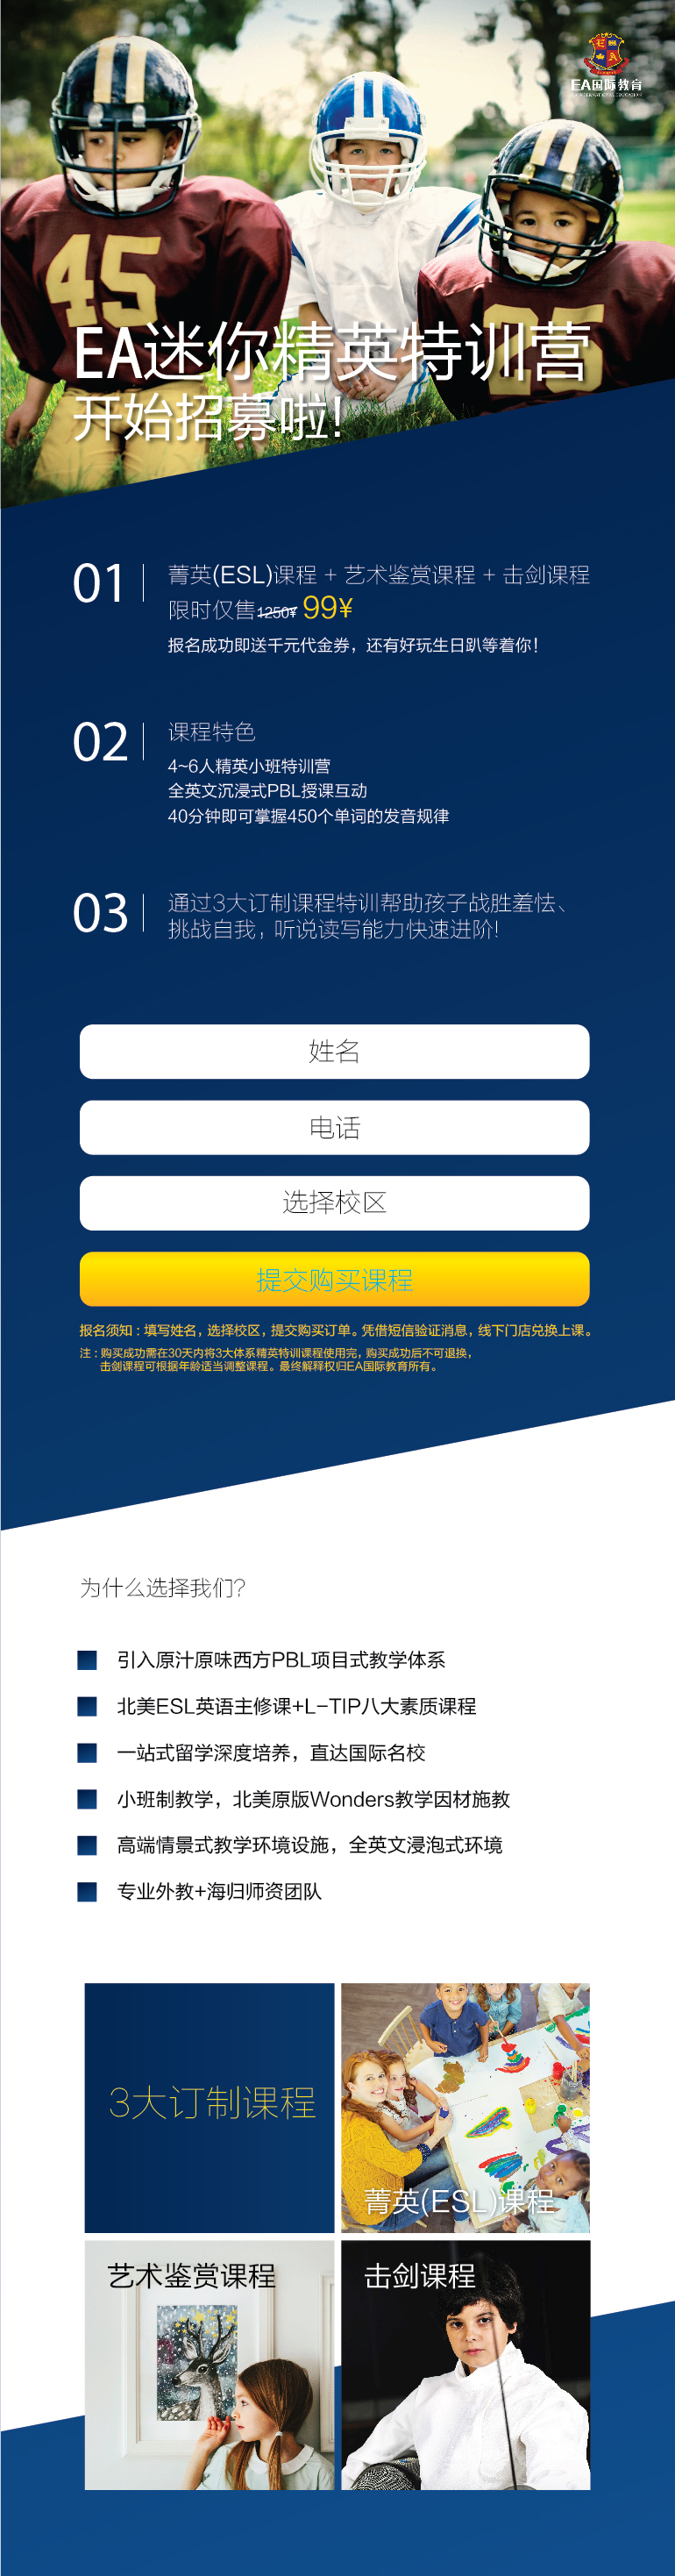 EA国际教育
45
EA迷你精英特训营
开始招募啦!
01
菁英(ESL)课程 + 艺术鉴赏课程 + 击剑课程
限时仅售1250¥ 99¥
报名成功即送千元代金券，还有好玩生日趴等着你！
02
课程特色
4~6人精英小班特训营
全英文沉浸式PBL授课互动
40分钟即可掌握450个单词的发音规律
03
通过3大订制课程特训帮助孩子战胜羞怯、
挑战自我，听说读写能力快速进阶!
姓名
电话
选择校区
提交购买课程
报名须知：填写姓名，选择校区，提交购买订单。凭借短信验证消息，线下门店兑换上课。
注：购买成功需在30天内将3大体系精英特训课程使用完，购买成功后不可退换，
击剑课程可根据年龄适当调整课程。最终解释权归EA国际教育所有。
为什么选择我们?
引入原汁原味西方PBL项目式教学体系
北美ESL英语主修课+L-TIP八大素质课程
一站式留学深度培养，直达国际名校
小班制教学，北美原版Wonders教学因材施教
高端情景式教学环境设施，全英文浸泡式环境
专业外教+海归师资团队
3大订制课程
菁英(ESL)课程
艺术鉴赏课程
击剑课程